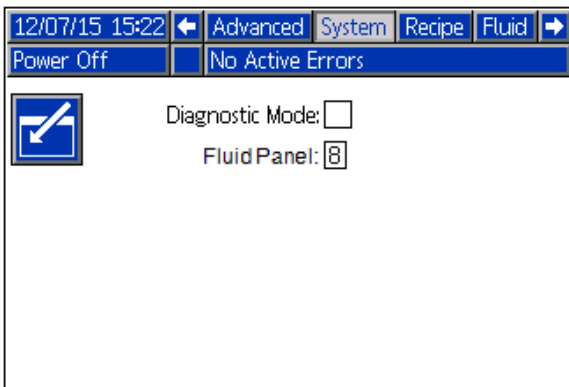 12/07/15 15:22 Advanced System Recipe Fluid
Power Off No Active Errors
Diagnostic Mode:
Fluid Panel: 8